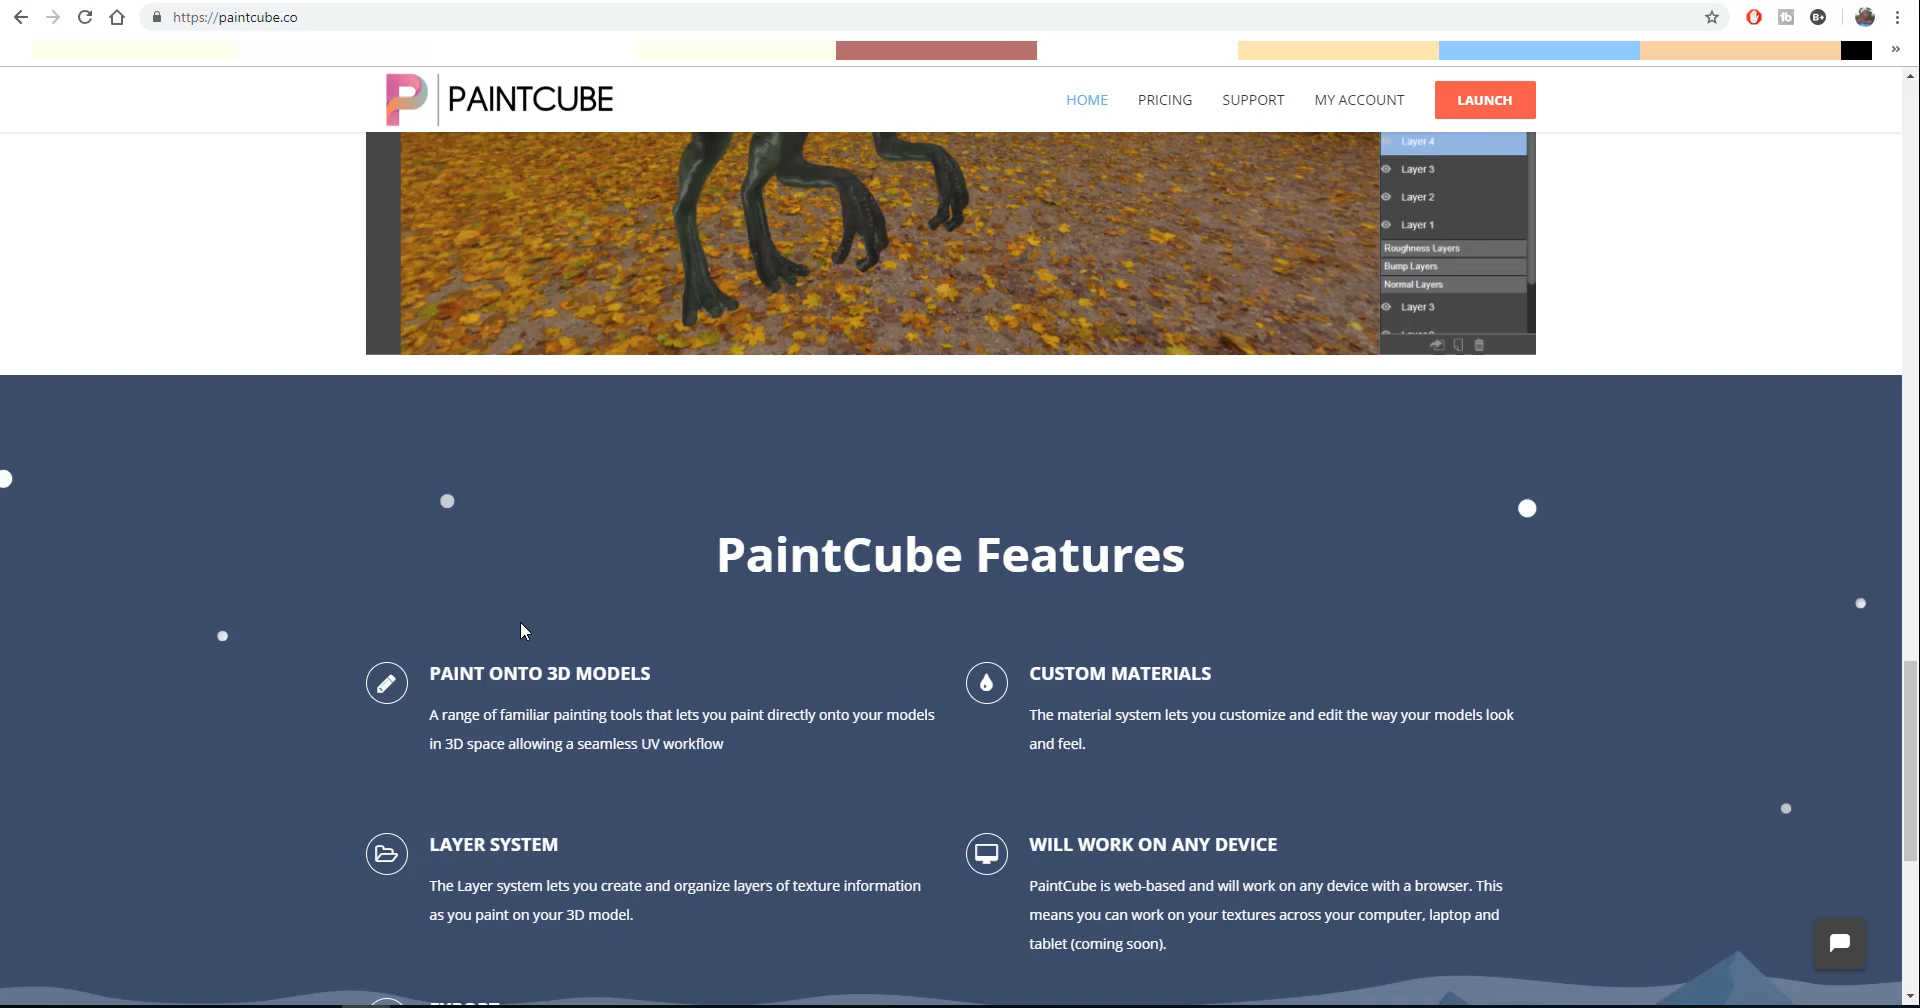 https://paintcube.co
PAINTCUBE
HOME
PRICING
SUPPORT
MY ACCOUNT
LAUNCH
Layer 4
Layer 3
Layer 2
Layer 1
Roughness Layers
Bump Layers
Normal Layers
Layer 3
PaintCube Features
PAINT ONTO 3D MODELS
A range of familiar painting tools that lets you paint directly onto your models
in 3D space allowing a seamless UV workflow
CUSTOM MATERIALS
The material system lets you customize and edit the way your models look
and feel.
LAYER SYSTEM
The Layer system lets you create and organize layers of texture information
as you paint on your 3D model.
WILL WORK ON ANY DEVICE
PaintCube is web-based and will work on any device with a browser. This
means you can work on your textures across your computer, laptop and
tablet (coming soon).